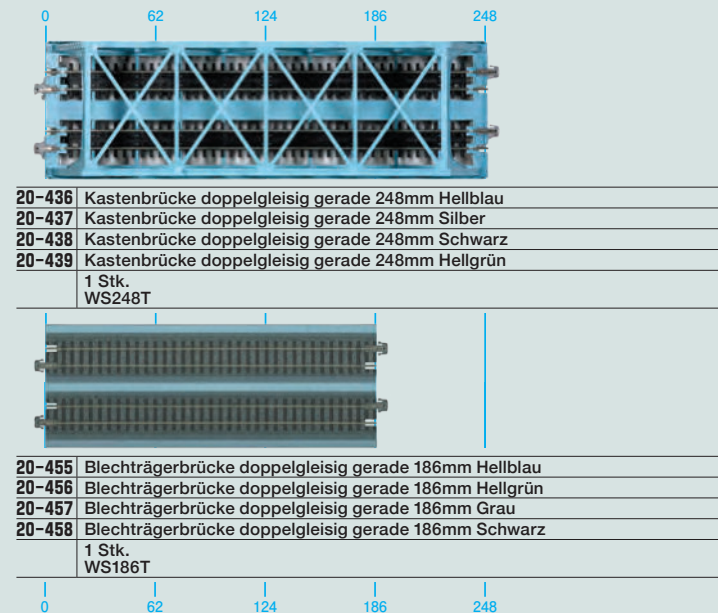 0 62 124 186 248
20-436 Kastenbrücke doppelgleisig gerade 248mm Hellblau
20-437 Kastenbrücke doppelgleisig gerade 248mm Silber
20-438 Kastenbrücke doppelgleisig gerade 248mm Schwarz
20-439 Kastenbrücke doppelgleisig gerade 248mm Hellgrün
1 Stk.
WS248T
20-455 Blechträgerbrücke doppelgleisig gerade 186mm Hellblau
20-456 Blechträgerbrücke doppelgleisig gerade 186mm Hellgrün
20-457 Blechträgerbrücke doppelgleisig gerade 186mm Grau
20-458 Blechträgerbrücke doppelgleisig gerade 186mm Schwarz
1 Stk.
WS186T
0 62 124 186 248